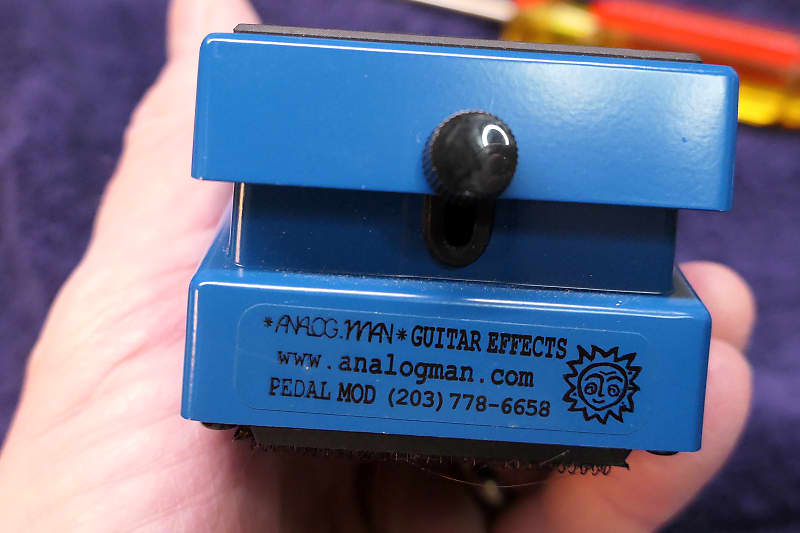 *ANALOG.MAN* GUITAR EFFECTS
www.analogman.com
PEDAL MOD (203) 778-6658